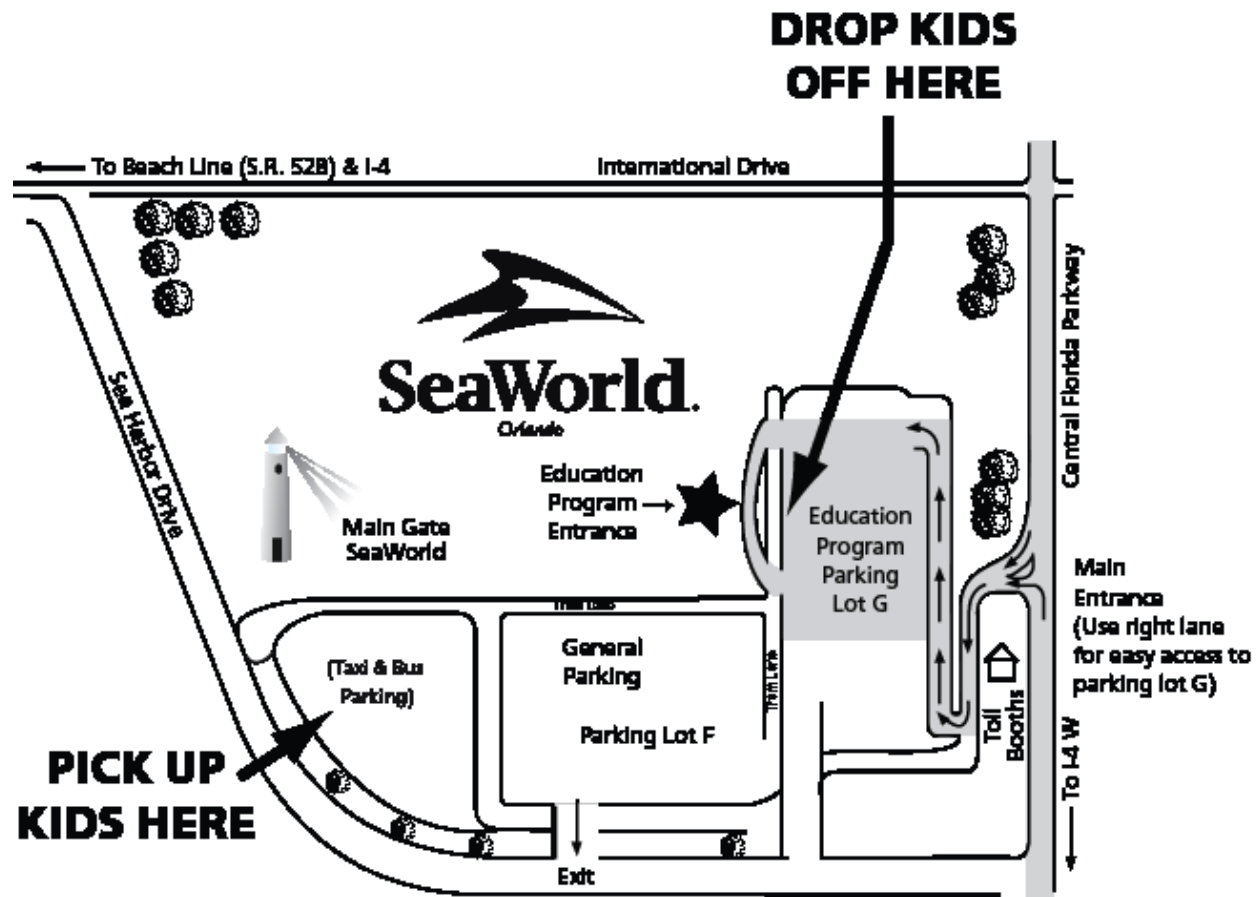 DROP KIDS
OFF HERE
To Beach Line (S.R. 528) & I-4
International Drive
Central Florida Parkway
Sea Harbor Drive
SeaWorld.
Orlando
Education
Program
Entrance
Main Gate
SeaWorld
Education
Program
Parking
Lot G
Main
Entrance
(Use right lane
for easy access to
parking lot G)
General
Parking
Tram Lane
(Taxi & Bus
Parking)
Parking Lot F
Toll
Booths
To I-4 W
PICK UP
KIDS HERE
Exit